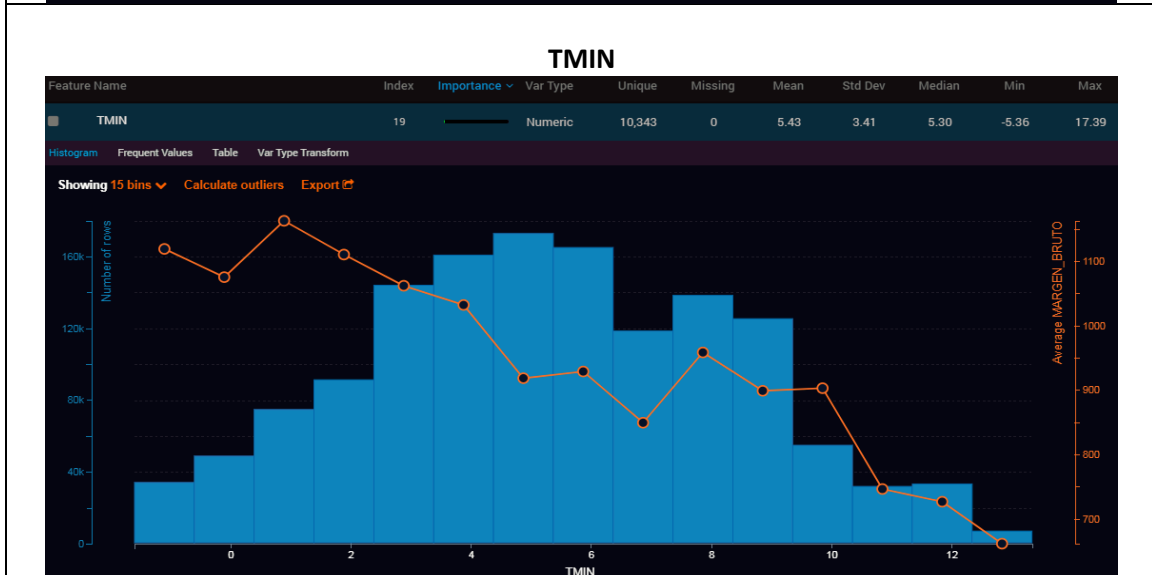 TMIN
Feature Name Index Importance Var Type Unique Missing Mean Std Dev Median Min Max
TMIN 19 Numeric 10,343 0 5.43 3.41 5.30 -5.36 17.39
Histogram Frequent Values Table Var Type Transform
Showing 15 bins Calculate outliers Export
Number of rows
160k
120k
80k
40k
0
Average MARGEN_BRUTO
1100
1000
900
800
700
0 2 4 6 8 10 12
TMIN